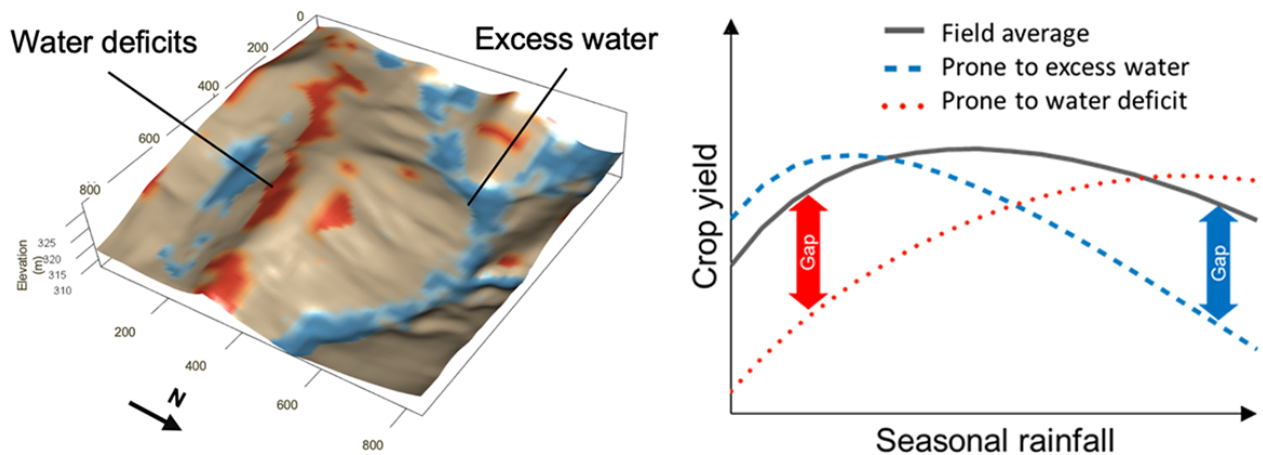 Water deficits
Excess water
0
200
400
600
800
325
320
315
310
Elevation
(m)
200
400
600
800
N
Field average
Prone to excess water
Prone to water deficit
Crop yield
Gap
Gap
Seasonal rainfall